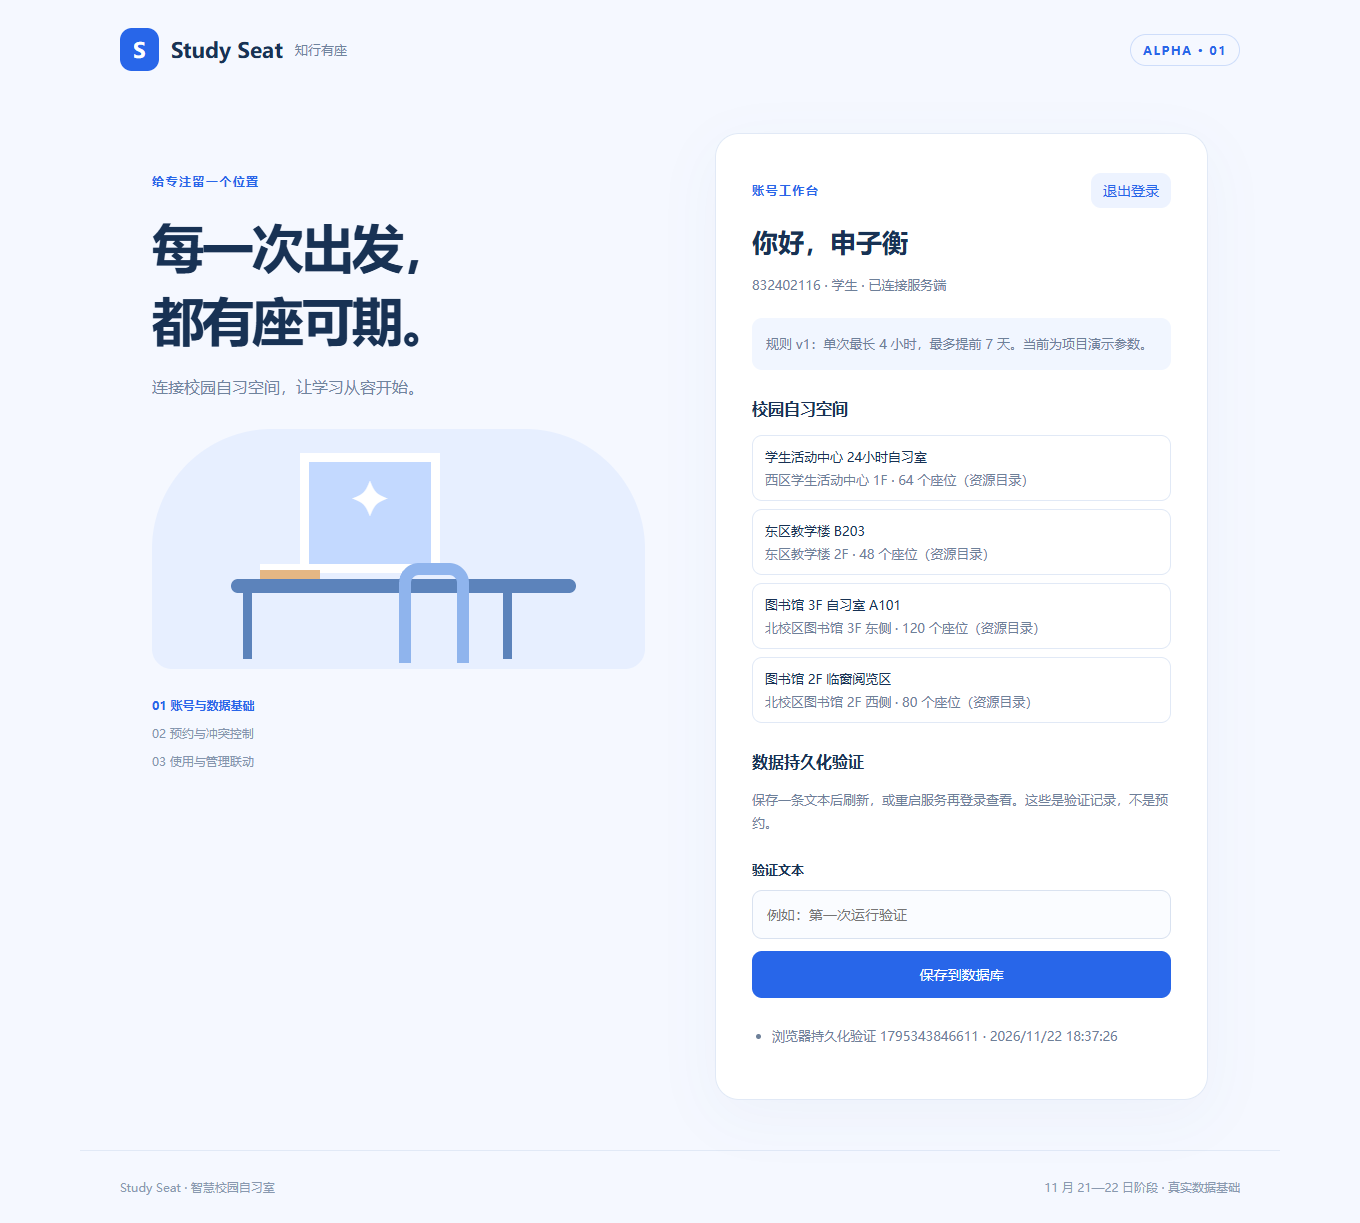 S Study Seat 知行有座
ALPHA • 01
给专注留一个位置
每一次出发，
都有座可期。
连接校园自习空间，让学习从容开始。
01 账号与数据基础
02 预约与冲突控制
03 使用与管理联动
账号工作台
退出登录
你好，申子衡
832402116 · 学生 · 已连接服务端
规则 v1：单次最长 4 小时，最多提前 7 天。当前为项目演示参数。
校园自习空间
学生活动中心 24小时自习室
西区学生活动中心 1F · 64 个座位（资源目录）
东区教学楼 B203
东区教学楼 2F · 48 个座位（资源目录）
图书馆 3F 自习室 A101
北校区图书馆 3F 东侧 · 120 个座位（资源目录）
图书馆 2F 临窗阅览区
北校区图书馆 2F 西侧 · 80 个座位（资源目录）
数据持久化验证
保存一条文本后刷新，或重启服务再登录查看。这些是验证记录，不是预
约。
验证文本
例如：第一次运行验证
保存到数据库
• 浏览器持久化验证 1795343846611 · 2026/11/22 18:37:26
Study Seat · 智慧校园自习室
11 月 21—22 日阶段 · 真实数据基础